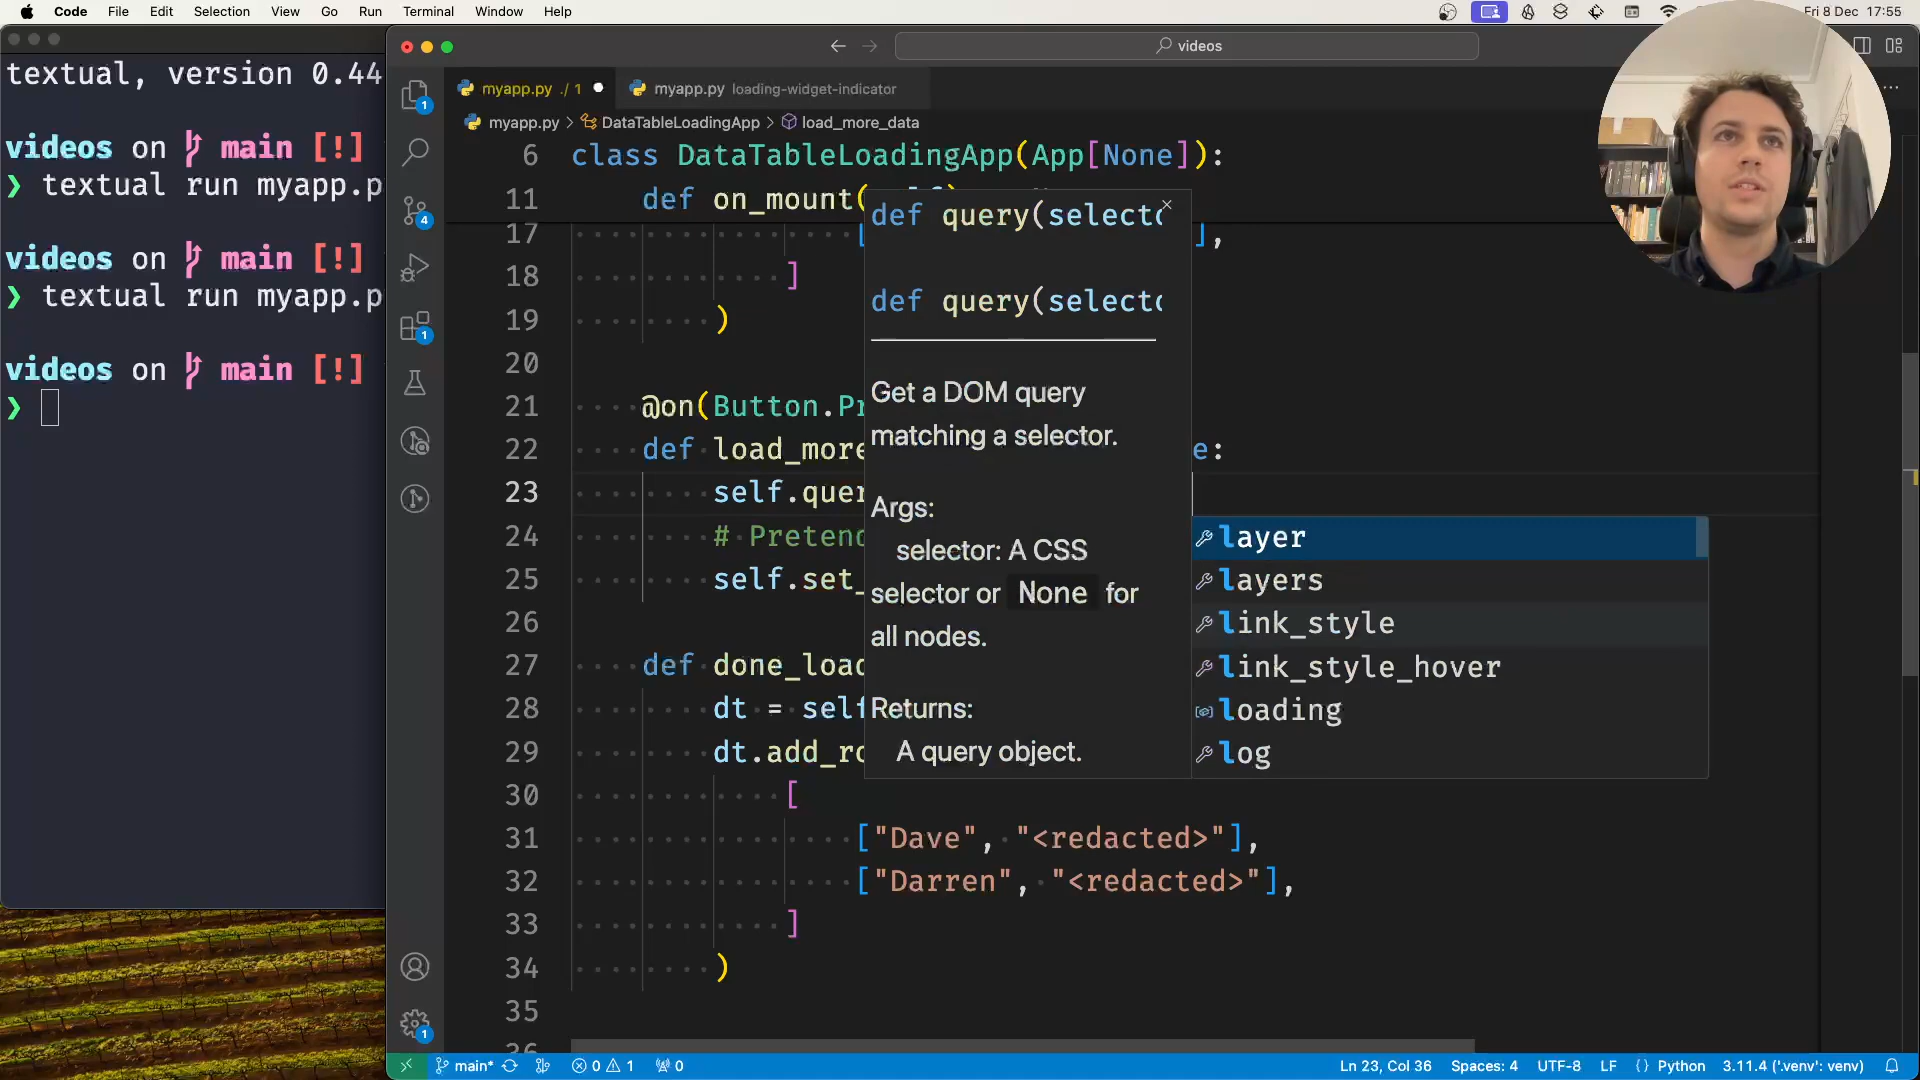 Code File Edit Selection View Go Run Terminal Window Help Fri 8 Dec 17:55
videos
textual, version 0.44
videos on main [!]
❯ textual run myapp.p
videos on main [!]
❯ textual run myapp.p
videos on main [!]
❯
myapp.py ./ 1
myapp.py loading-widget-indicator
myapp.py > DataTableLoadingApp > load_more_data
6 class DataTableLoadingApp(App[None]):
11 def on_mount(
17 [ ],
18 ]
19 )
20
21 @on(Button.Pr
22 def load_more e:
23 self.quer
24 # Pretend
25 self.set_
26
27 def done_load
28 dt = self
29 dt.add_ro
30 [
31 ["Dave", "<redacted>"],
32 ["Darren", "<redacted>"],
33 ]
34 )
35
36
def query(selecto
def query(selecto
Get a DOM query
matching a selector.
Args:
selector: A CSS
selector or None for
all nodes.
Returns:
A query object.
layer
layers
link_style
link_style_hover
loading
log
1
4
1
1
main* 0 1 0 Ln 23, Col 36 Spaces: 4 UTF-8 LF Python 3.11.4 ('.venv': venv)